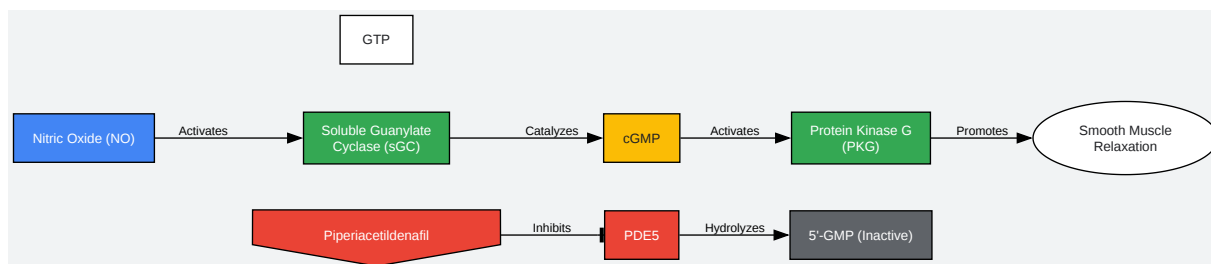 GTP
Nitric Oxide (NO)
Activates
Soluble Guanylate
Cyclase (sGC)
Catalyzes
cGMP
Activates
Protein Kinase G
(PKG)
Promotes
Smooth Muscle
Relaxation
Piperiacetildenafil
Inhibits
PDE5
Hydrolyzes
5'-GMP (Inactive)